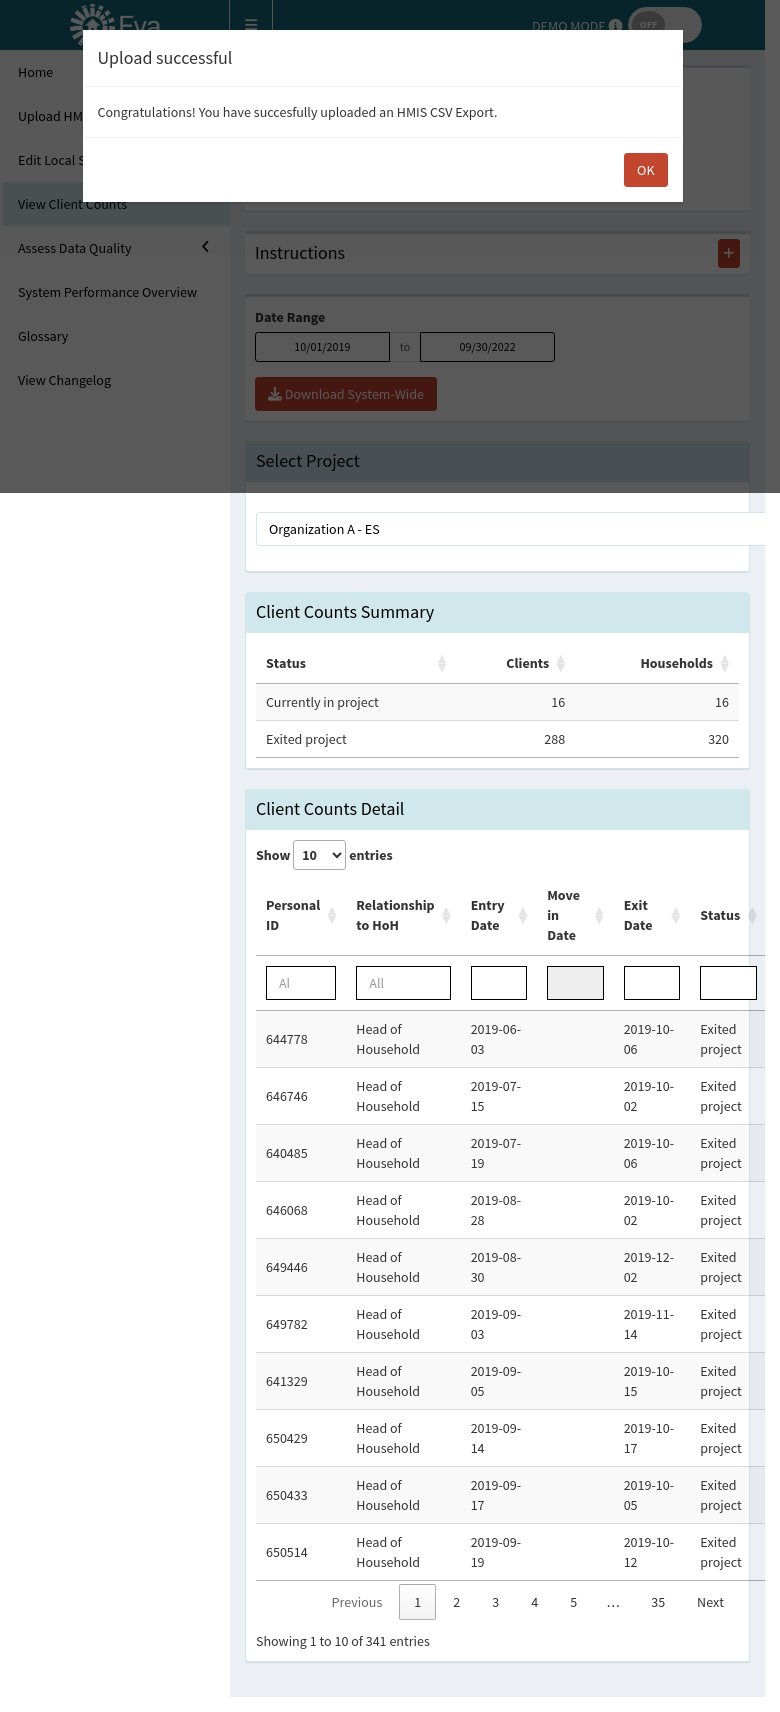 Eva
DEMO MODE
OFF
Upload successful
Congratulations! You have succesfully uploaded an HMIS CSV Export.
OK
Home
Upload HM
Edit Local S
View Client Counts
Assess Data Quality
System Performance Overview
Glossary
View Changelog
Instructions
+
Date Range
10/01/2019 to 09/30/2022
Download System-Wide
Select Project
Organization A - ES
Client Counts Summary
Status Clients Households
Currently in project 16 16
Exited project 288 320
Client Counts Detail
Show 10 entries
Personal ID Relationship to HoH Entry Date Move in Date Exit Date Status
Al All
644778 Head of Household 2019-06-03 2019-10-06 Exited project
646746 Head of Household 2019-07-15 2019-10-02 Exited project
640485 Head of Household 2019-07-19 2019-10-06 Exited project
646068 Head of Household 2019-08-28 2019-10-02 Exited project
649446 Head of Household 2019-08-30 2019-12-02 Exited project
649782 Head of Household 2019-09-03 2019-11-14 Exited project
641329 Head of Household 2019-09-05 2019-10-15 Exited project
650429 Head of Household 2019-09-14 2019-10-17 Exited project
650433 Head of Household 2019-09-17 2019-10-05 Exited project
650514 Head of Household 2019-09-19 2019-10-12 Exited project
Previous 1 2 3 4 5 … 35 Next
Showing 1 to 10 of 341 entries